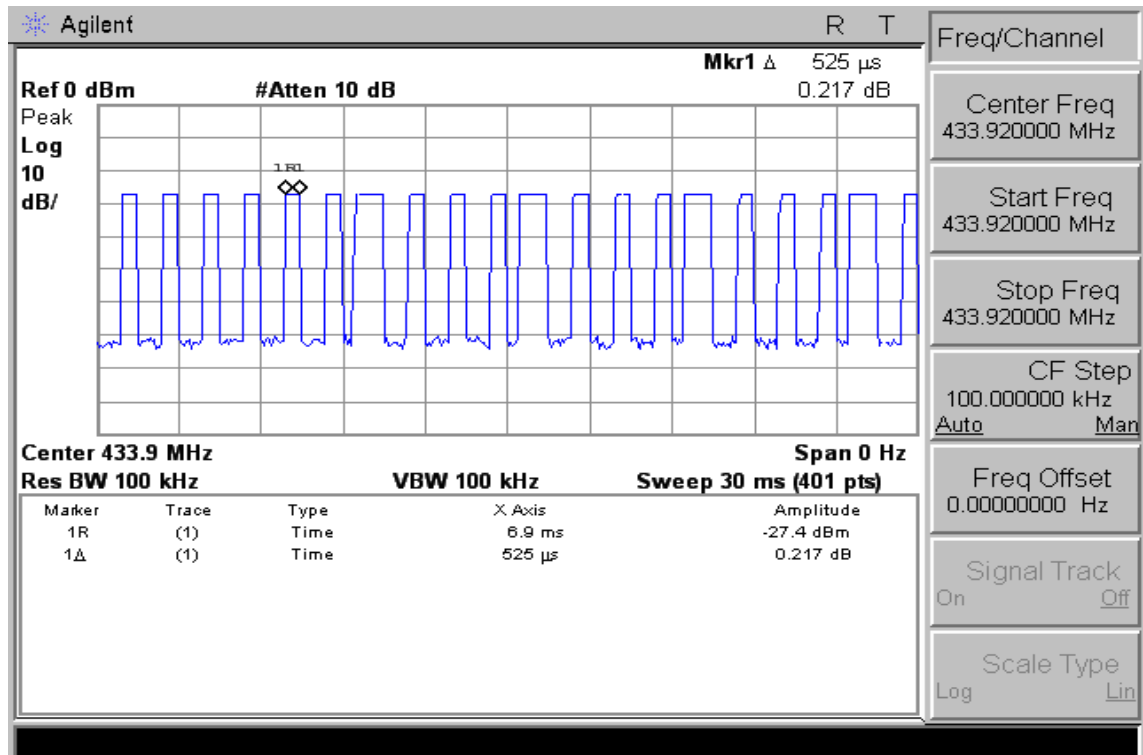 Agilent R T
Mkr1 Δ 525 µs
Ref 0 dBm #Atten 10 dB 0.217 dB
Peak
Log
10
dB/
Center 433.9 MHz Span 0 Hz
Res BW 100 kHz VBW 100 kHz Sweep 30 ms (401 pts)
Marker Trace Type X Axis Amplitude
1R (1) Time 6.9 ms -27.4 dBm
1Δ (1) Time 525 µs 0.217 dB
Freq/Channel
Center Freq
433.920000 MHz
Start Freq
433.920000 MHz
Stop Freq
433.920000 MHz
CF Step
100.000000 kHz
Auto Man
Freq Offset
0.00000000 Hz
Signal Track
On Off
Scale Type
Log Lin